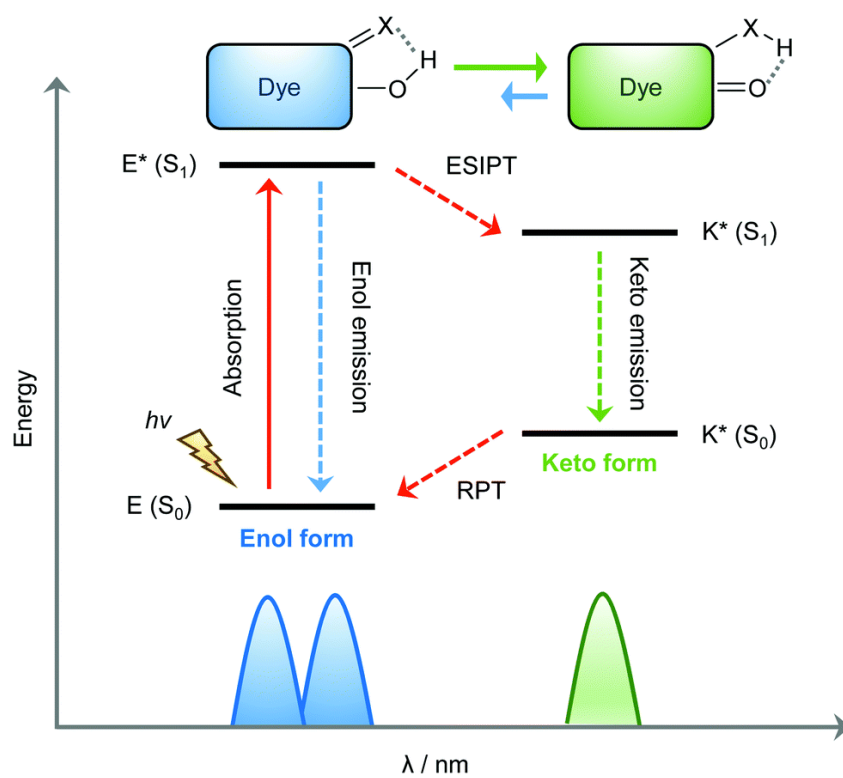 X
H
O
Dye
X
H
O
Dye
E* (S₁)
ESIPT
K* (S₁)
Absorption
Enol emission
Keto emission
Energy
hv
K* (S₀)
Keto form
RPT
E (S₀)
Enol form
λ / nm